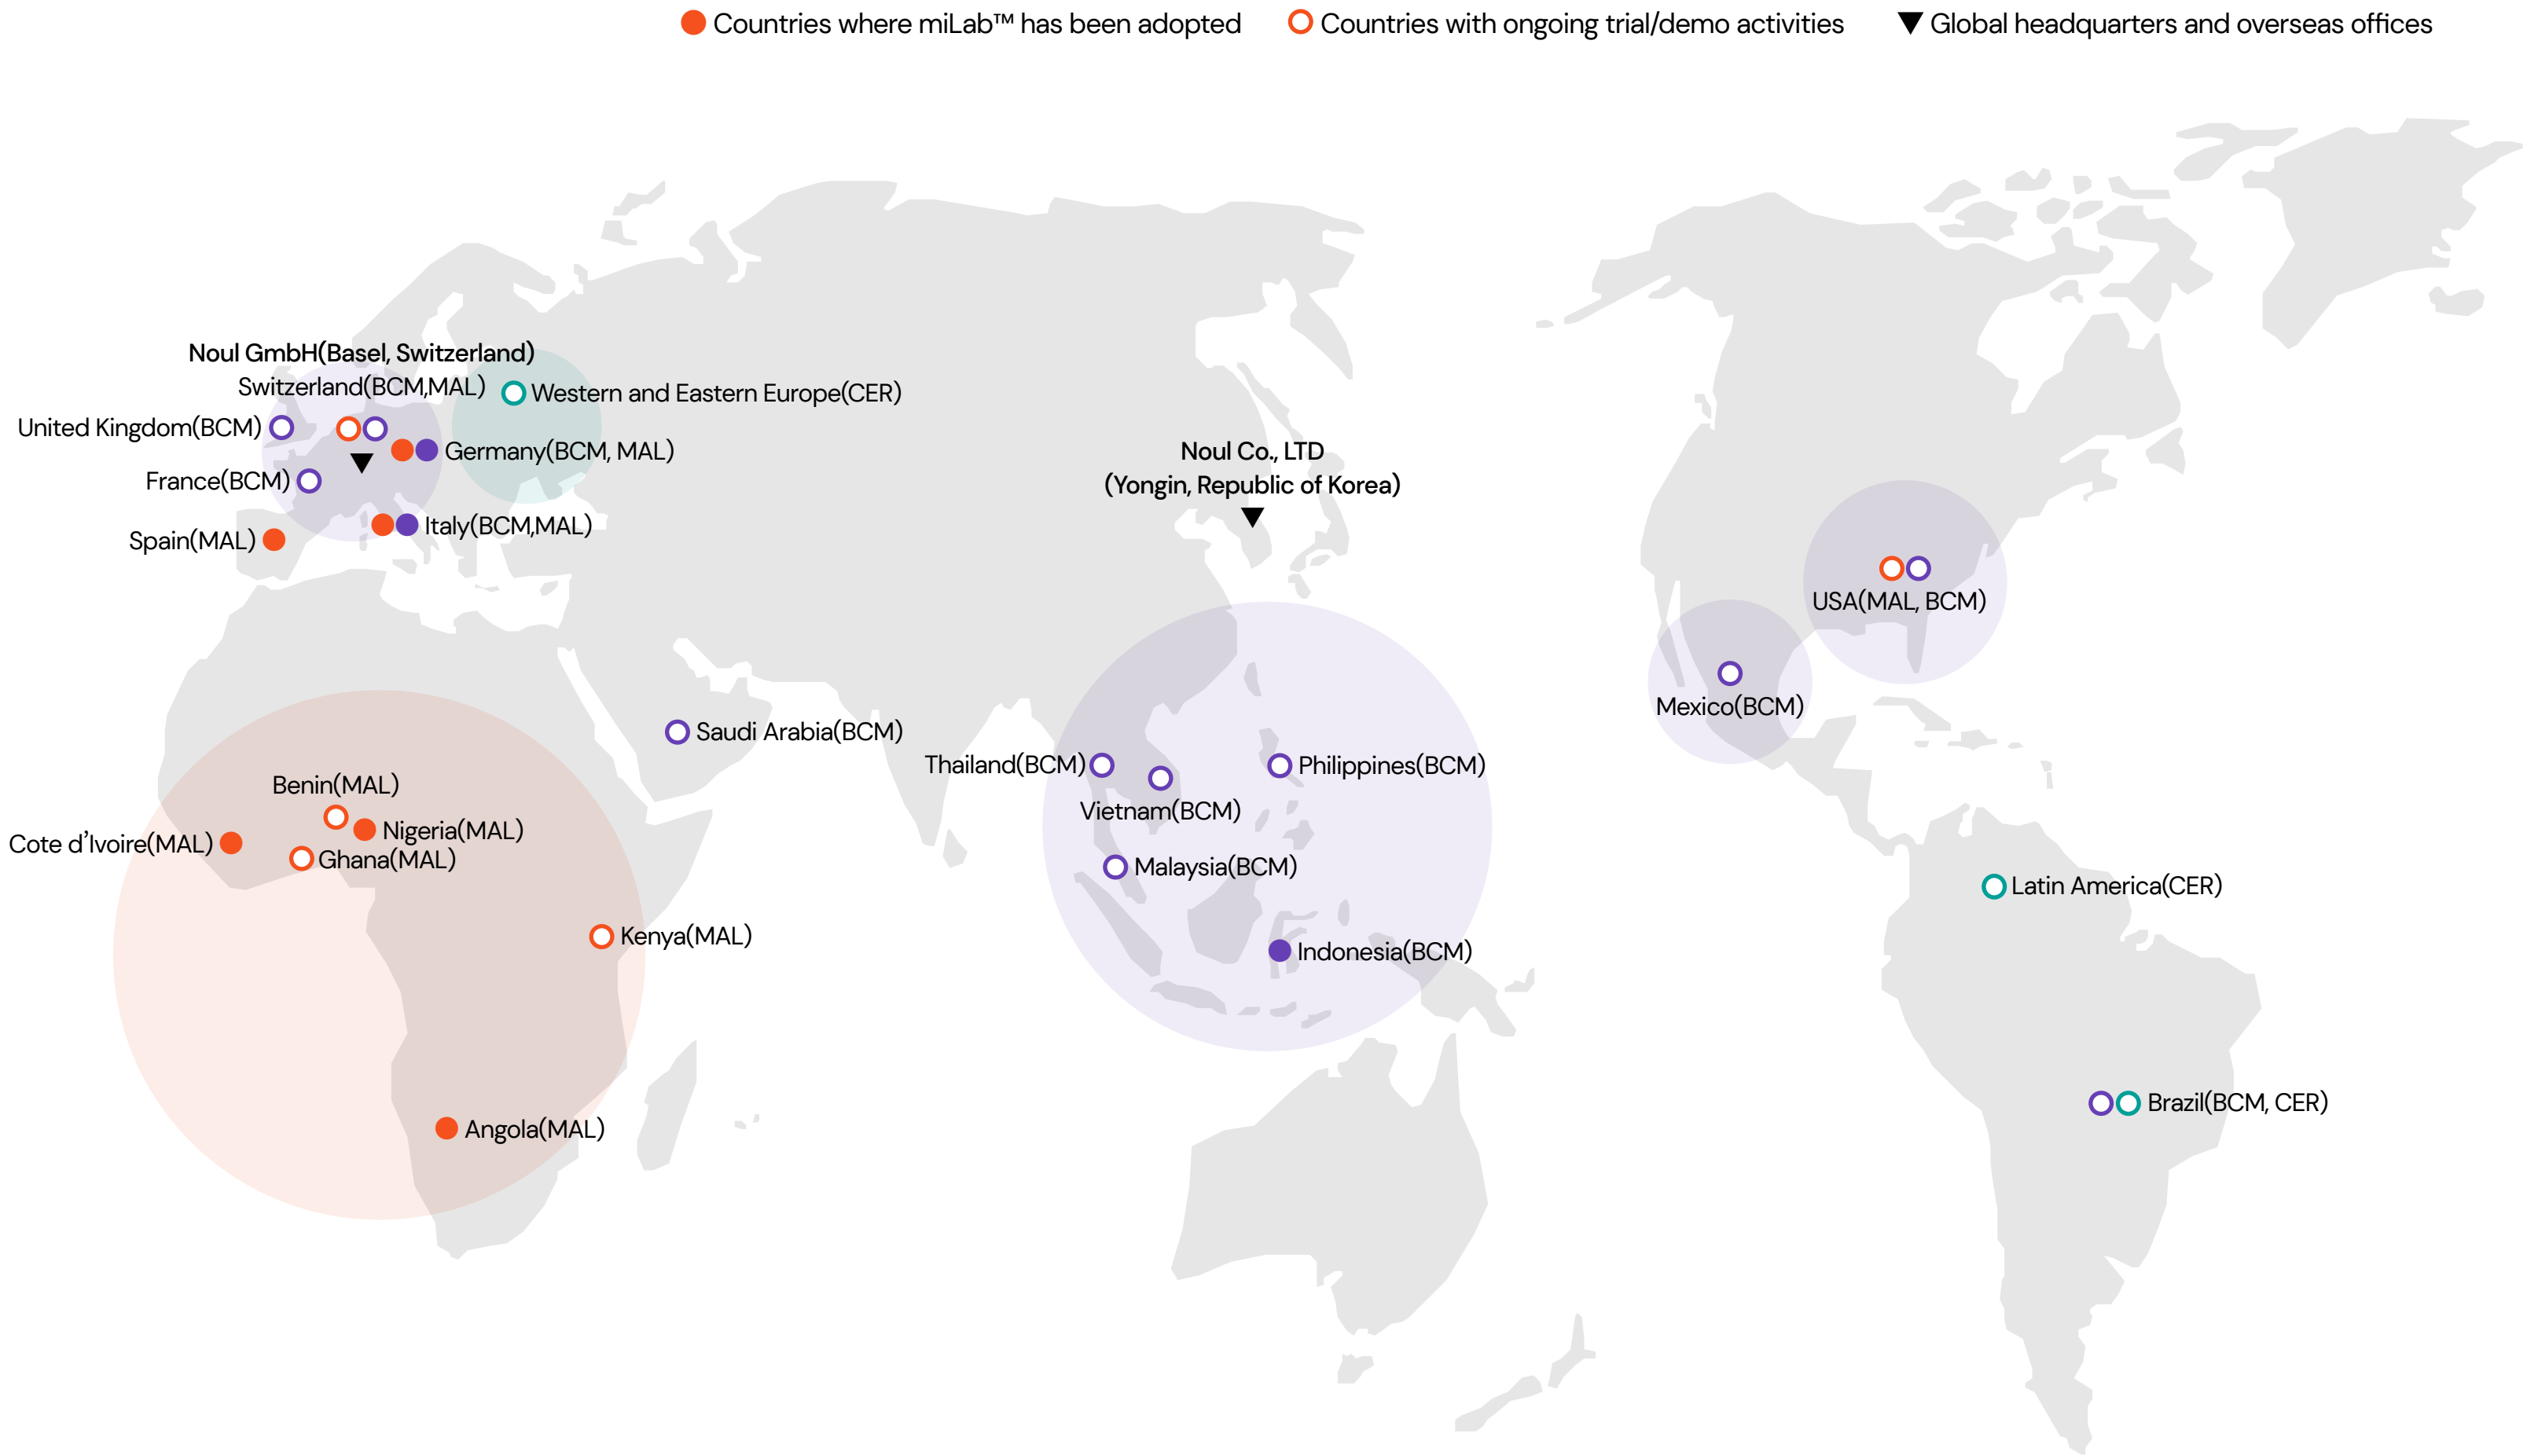 Countries where miLab™ has been adopted
Countries with ongoing trial/demo activities
Global headquarters and overseas offices
Noul GmbH(Basel, Switzerland)
Switzerland(BCM,MAL)
Western and Eastern Europe(CER)
United Kingdom(BCM)
Germany(BCM, MAL)
France(BCM)
Italy(BCM,MAL)
Spain(MAL)
Noul Co., LTD
(Yongin, Republic of Korea)
USA(MAL, BCM)
Mexico(BCM)
Saudi Arabia(BCM)
Thailand(BCM)
Philippines(BCM)
Vietnam(BCM)
Malaysia(BCM)
Indonesia(BCM)
Benin(MAL)
Nigeria(MAL)
Cote d’Ivoire(MAL)
Ghana(MAL)
Kenya(MAL)
Angola(MAL)
Latin America(CER)
Brazil(BCM, CER)